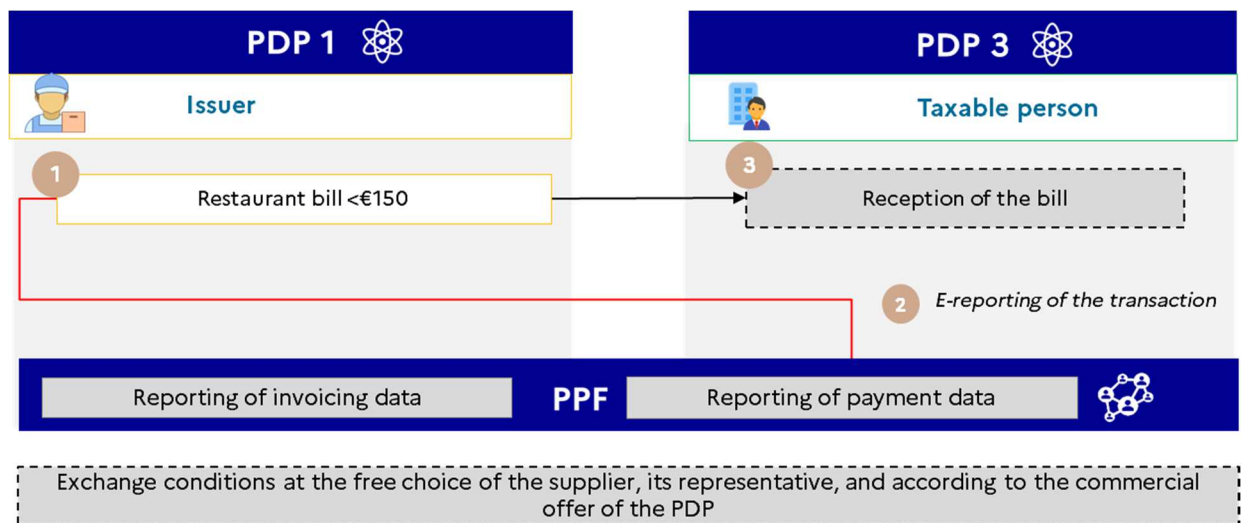 PDP 1
PDP 3
Issuer
Taxable person
1
Restaurant bill <€150
3
Reception of the bill
2
E-reporting of the transaction
Reporting of invoicing data
PPF
Reporting of payment data
Exchange conditions at the free choice of the supplier, its representative, and according to the commercial
offer of the PDP